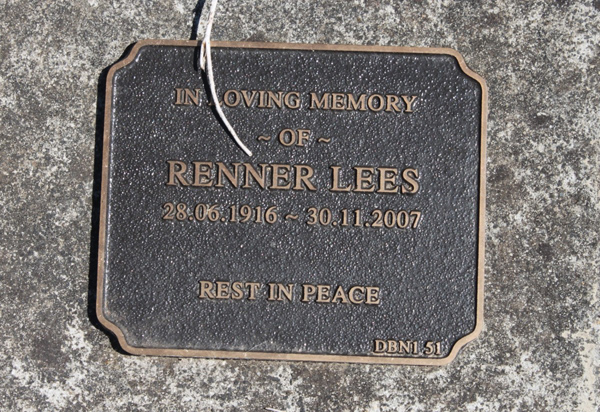 IN LOVING MEMORY
~ OF ~
RENNER LEES
28.06.1916 ~ 30.11.2007
REST IN PEACE
DBN1 51